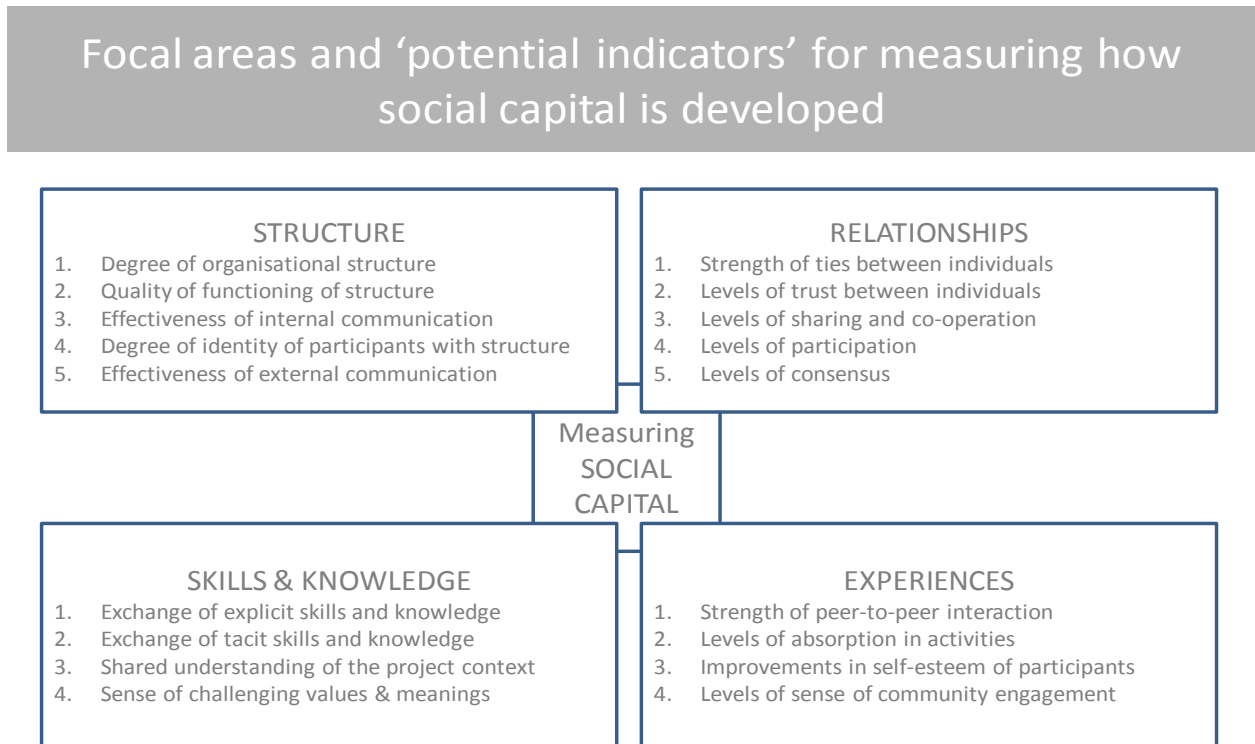 Focal areas and ‘potential indicators’ for measuring how
social capital is developed
STRUCTURE
1. Degree of organisational structure
2. Quality of functioning of structure
3. Effectiveness of internal communication
4. Degree of identity of participants with structure
5. Effectiveness of external communication
RELATIONSHIPS
1. Strength of ties between individuals
2. Levels of trust between individuals
3. Levels of sharing and co-operation
4. Levels of participation
5. Levels of consensus
Measuring
SOCIAL
CAPITAL
SKILLS & KNOWLEDGE
1. Exchange of explicit skills and knowledge
2. Exchange of tacit skills and knowledge
3. Shared understanding of the project context
4. Sense of challenging values & meanings
EXPERIENCES
1. Strength of peer-to-peer interaction
2. Levels of absorption in activities
3. Improvements in self-esteem of participants
4. Levels of sense of community engagement